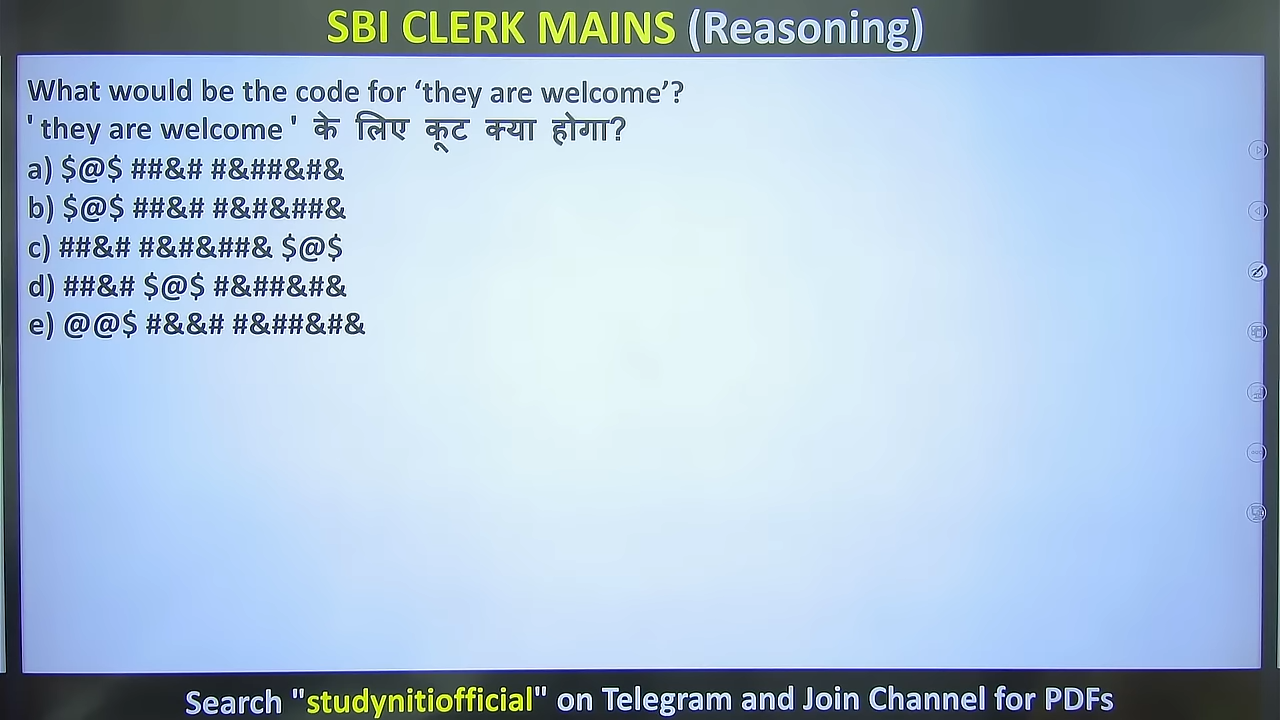 SBI CLERK MAINS (Reasoning)
What would be the code for ‘they are welcome’?
' they are welcome ' के लिए कूट क्या होगा?
a) $@$ ##&# #&##&#&
b) $@$ ##&# #&#&##&
c) ##&# #&#&##& $@$
d) ##&# $@$ #&##&#&
e) @@$ #&&# #&##&#&
Search "studynitiofficial" on Telegram and Join Channel for PDFs